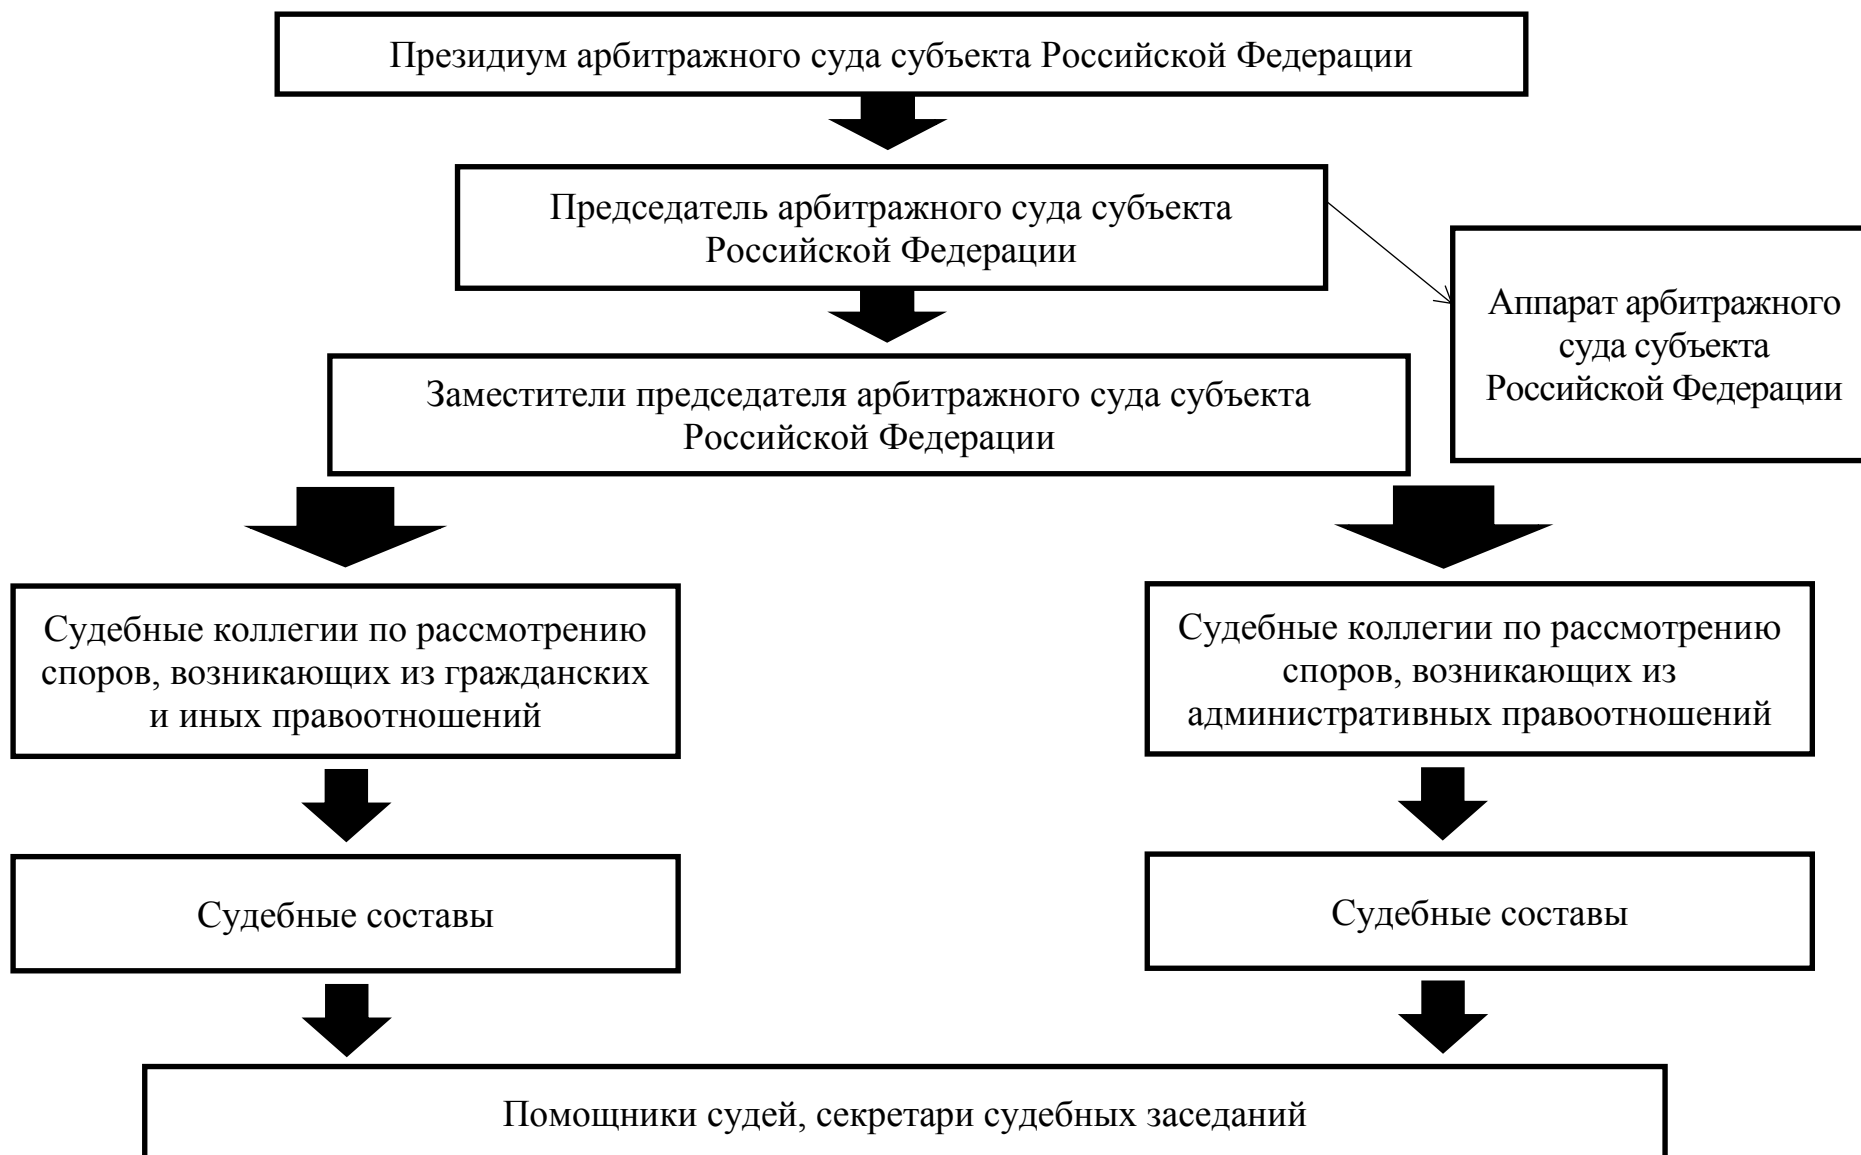 Президиум арбитражного суда субъекта Российской Федерации
Председатель арбитражного суда субъекта
Российской Федерации
Аппарат арбитражного
суда субъекта
Российской Федерации
Заместители председателя арбитражного суда субъекта
Российской Федерации
Судебные коллегии по рассмотрению
споров, возникающих из гражданских
и иных правоотношений
Судебные коллегии по рассмотрению
споров, возникающих из
административных правоотношений
Судебные составы
Судебные составы
Помощники судей, секретари судебных заседаний